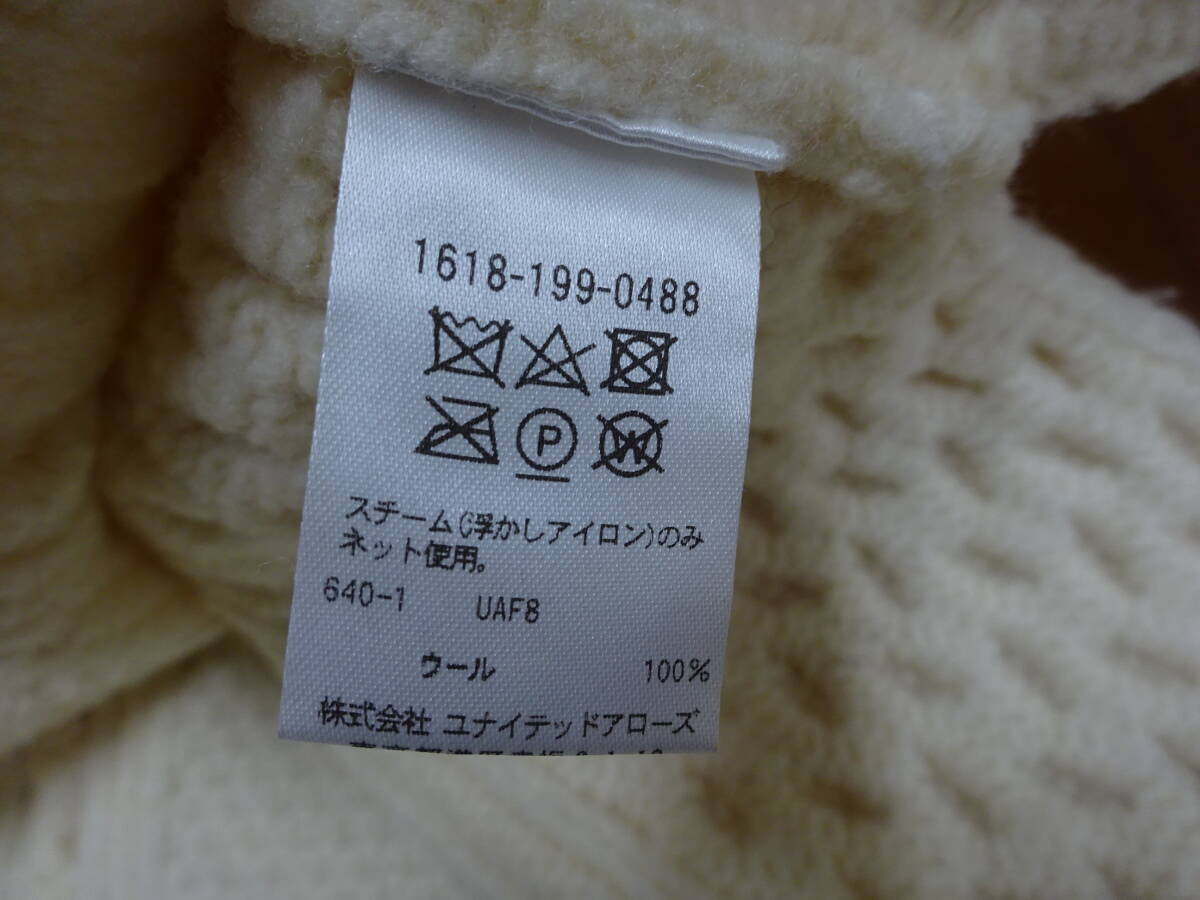 1618-199-0488
P W
スチーム(浮かしアイロン)のみ
ネット使用。
640-1 UAF8
ウール 100%
株式会社 ユナイテッドアローズ